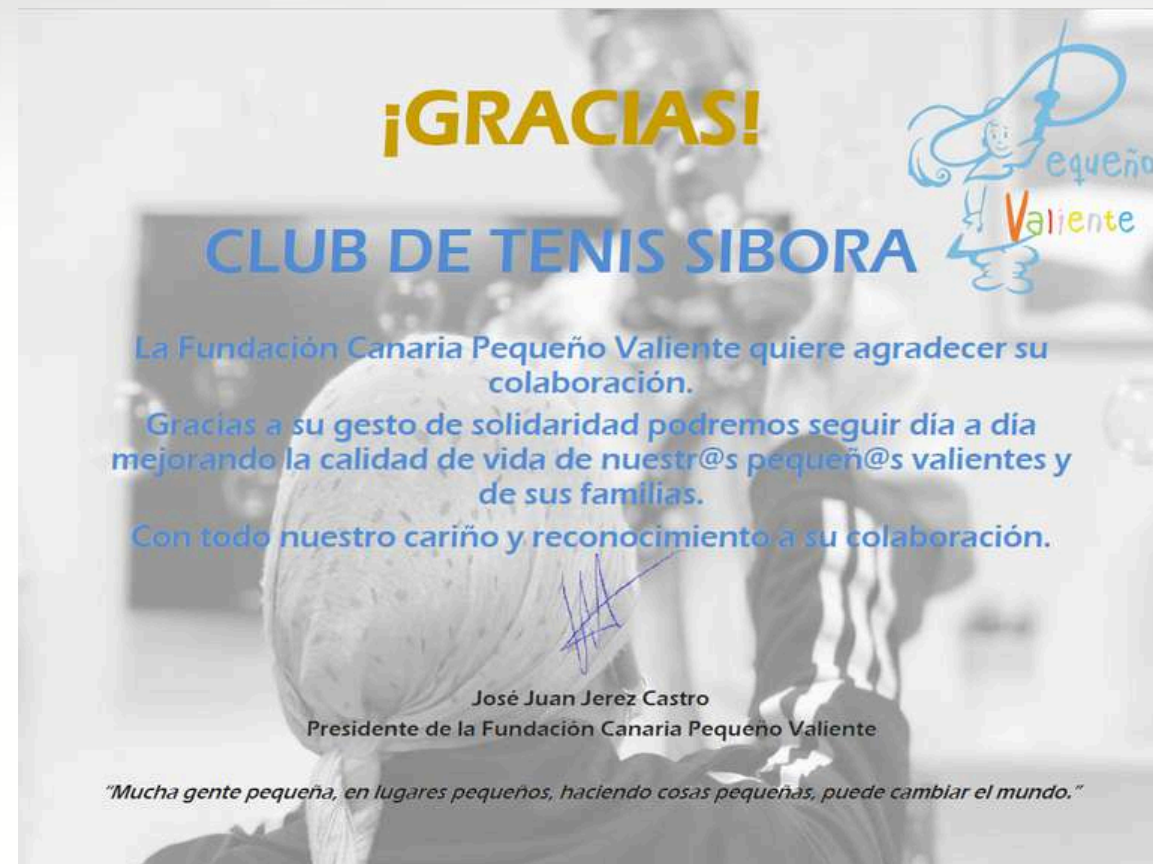 ¡GRACIAS!
Pequeño
Valiente
CLUB DE TENIS SIBORA
La Fundación Canaria Pequeño Valiente quiere agradecer su
colaboración.
Gracias a su gesto de solidaridad podremos seguir día a día
mejorando la calidad de vida de nuestr@s pequeñ@s valientes y
de sus familias.
Con todo nuestro cariño y reconocimiento a su colaboración.
José Juan Jerez Castro
Presidente de la Fundación Canaria Pequeño Valiente
"Mucha gente pequeña, en lugares pequeños, haciendo cosas pequeñas, puede cambiar el mundo."